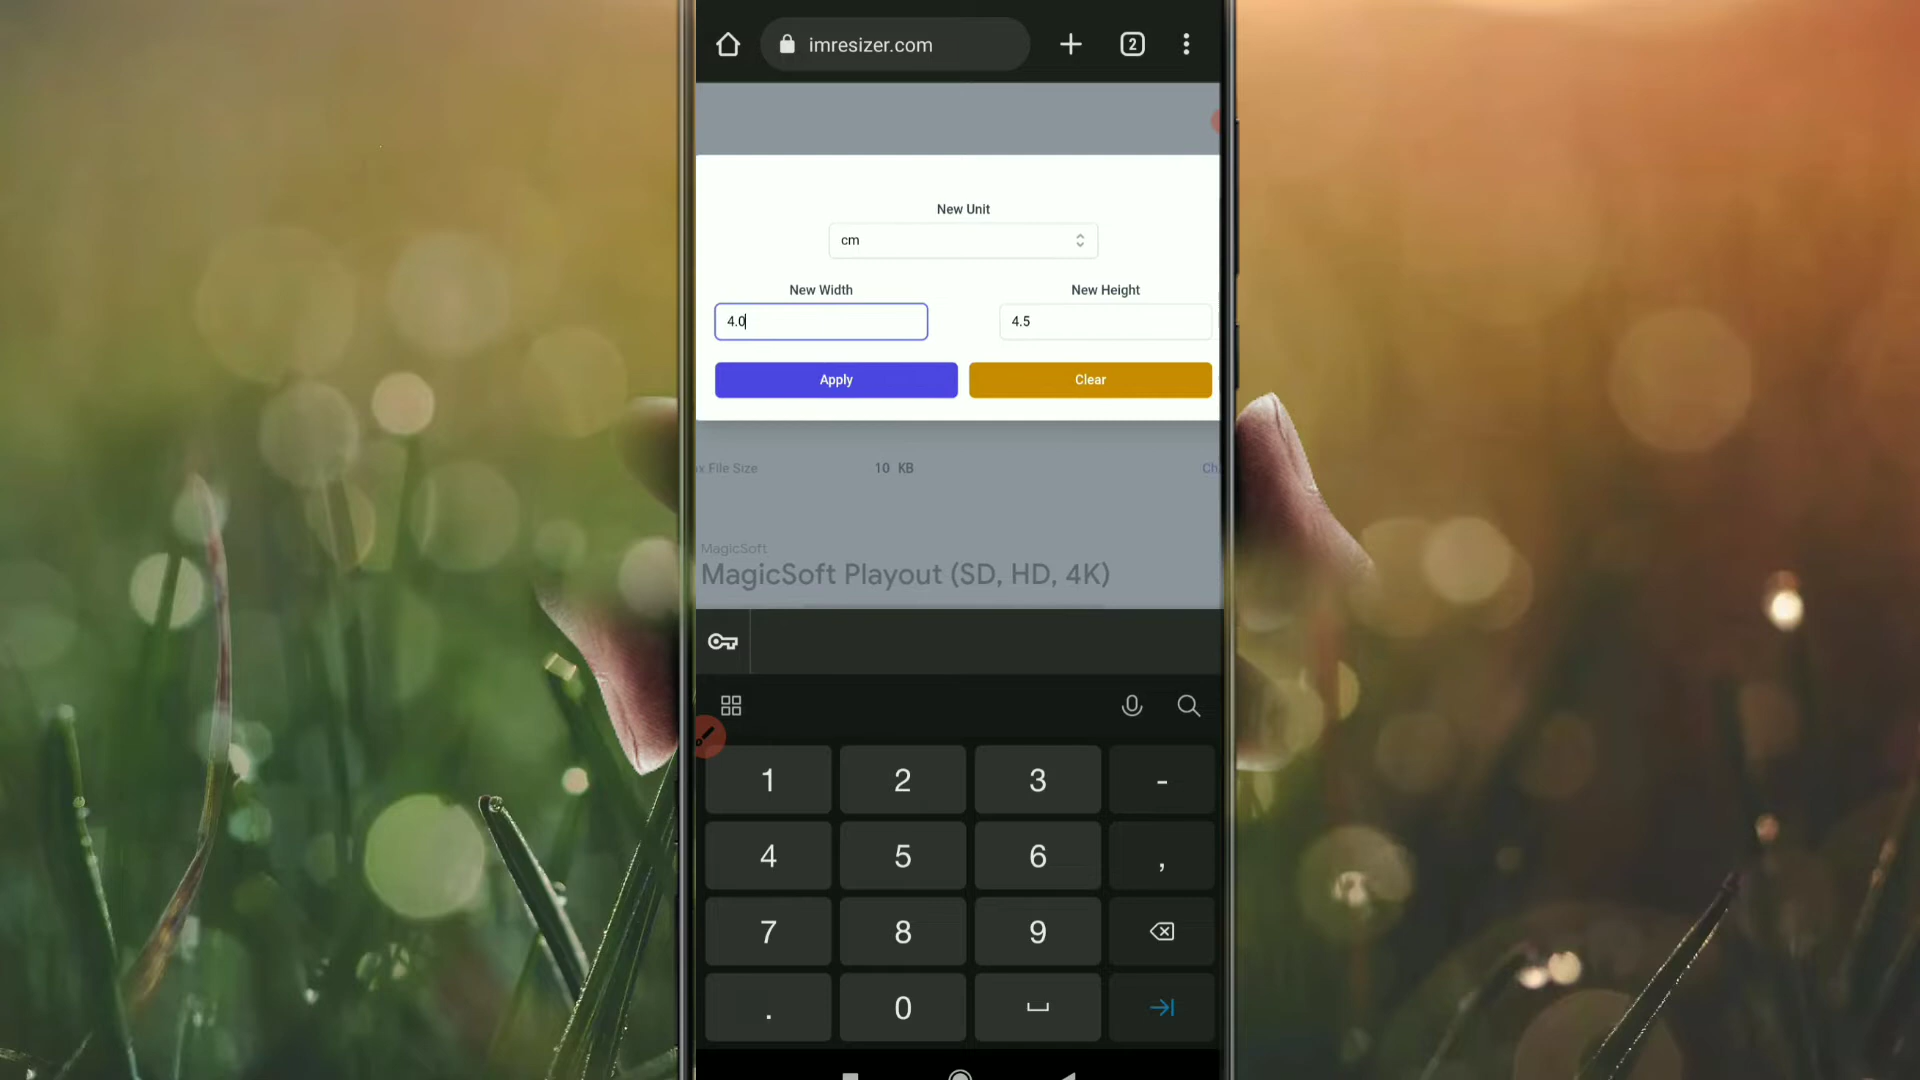 imresizer.com
2
New Unit
cm
New Width
New Height
4.0
4.5
Apply
Clear
x File Size
10 KB
Ch
MagicSoft
MagicSoft Playout (SD, HD, 4K)
1 2 3 -
4 5 6 ,
7 8 9
. 0